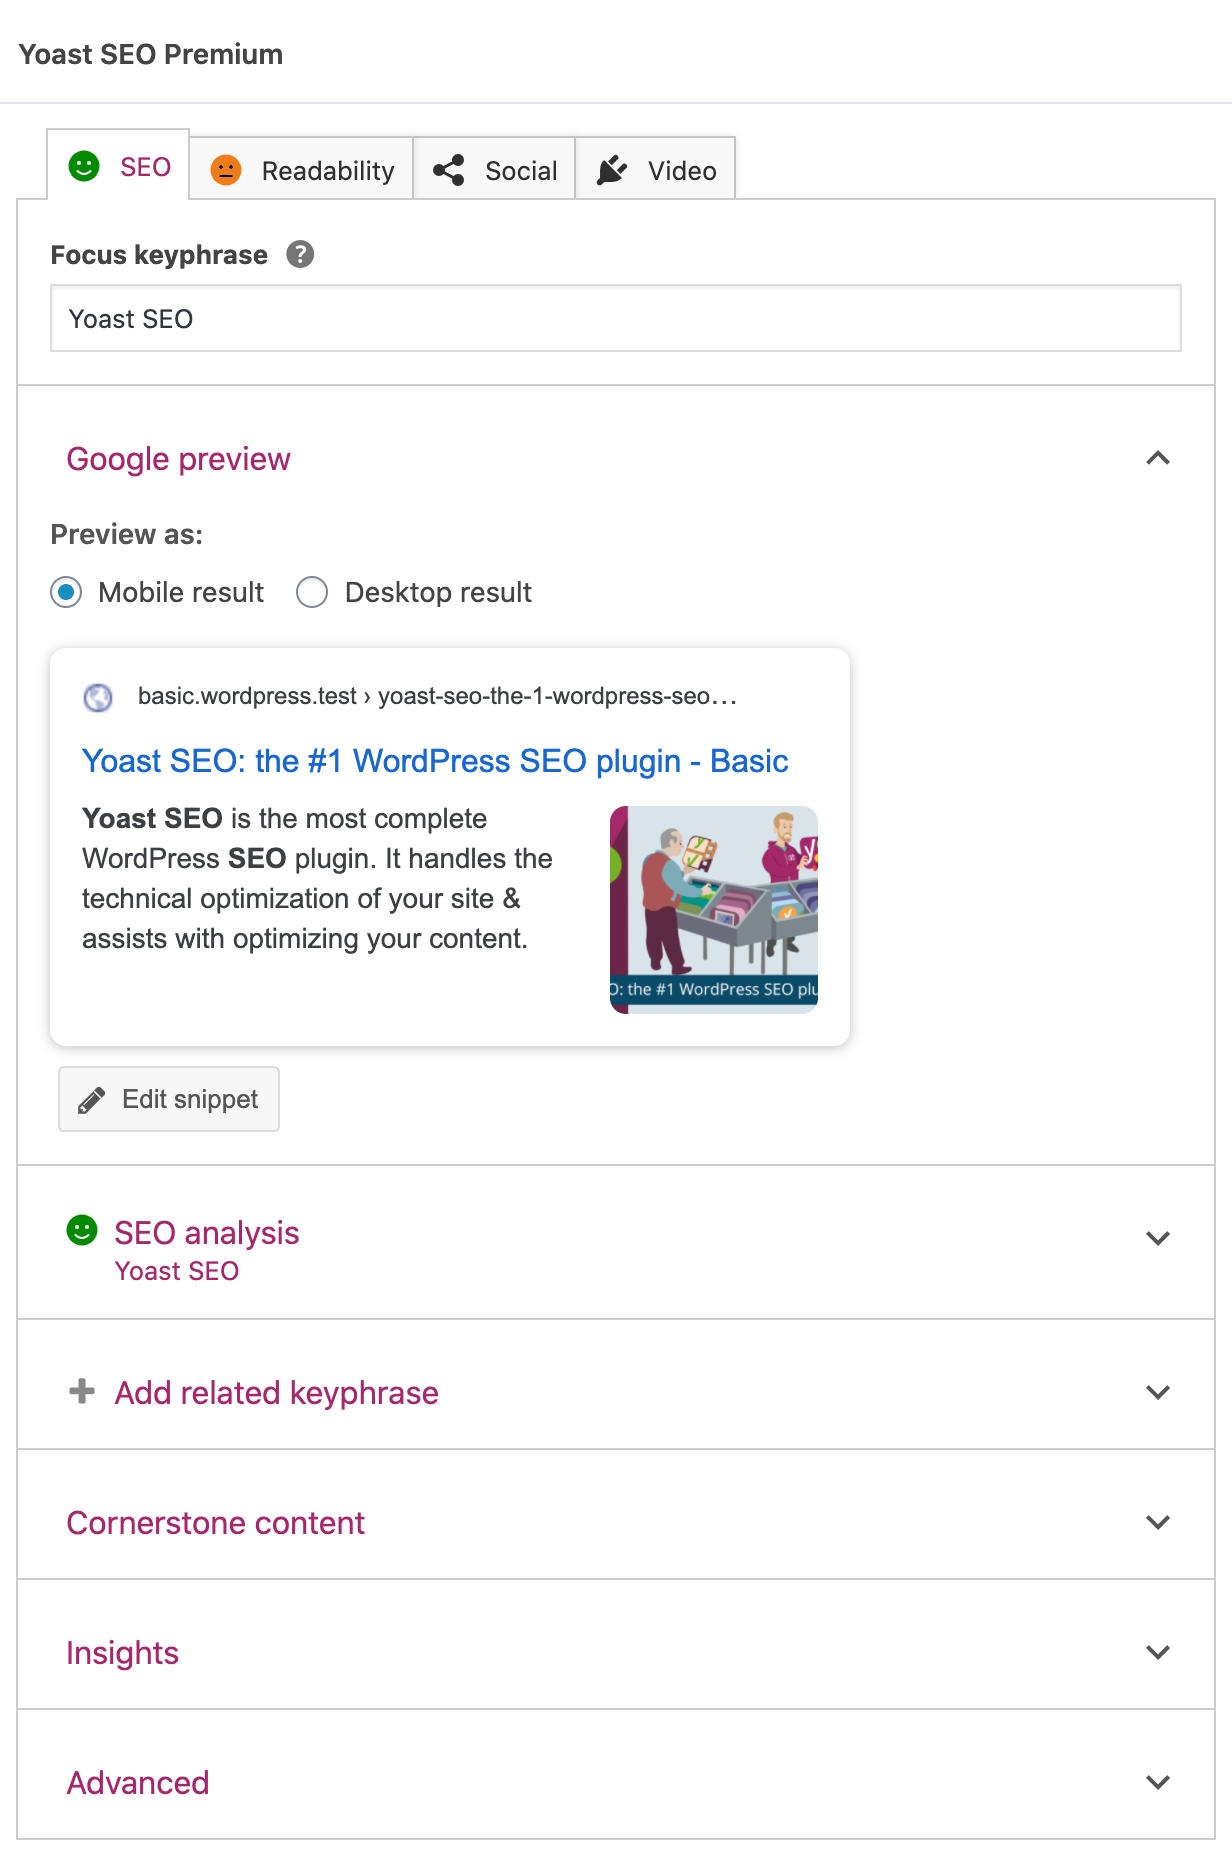 Yoast SEO Premium
SEO
Readability
Social
Video
Focus keyphrase
Yoast SEO
Google preview
Preview as:
Mobile result
Desktop result
basic.wordpress.test › yoast-seo-the-1-wordpress-seo…
Yoast SEO: the #1 WordPress SEO plugin - Basic
Yoast SEO is the most complete
WordPress SEO plugin. It handles the
technical optimization of your site &
assists with optimizing your content.
O: the #1 WordPress SEO plu
Edit snippet
SEO analysis
Yoast SEO
Add related keyphrase
Cornerstone content
Insights
Advanced